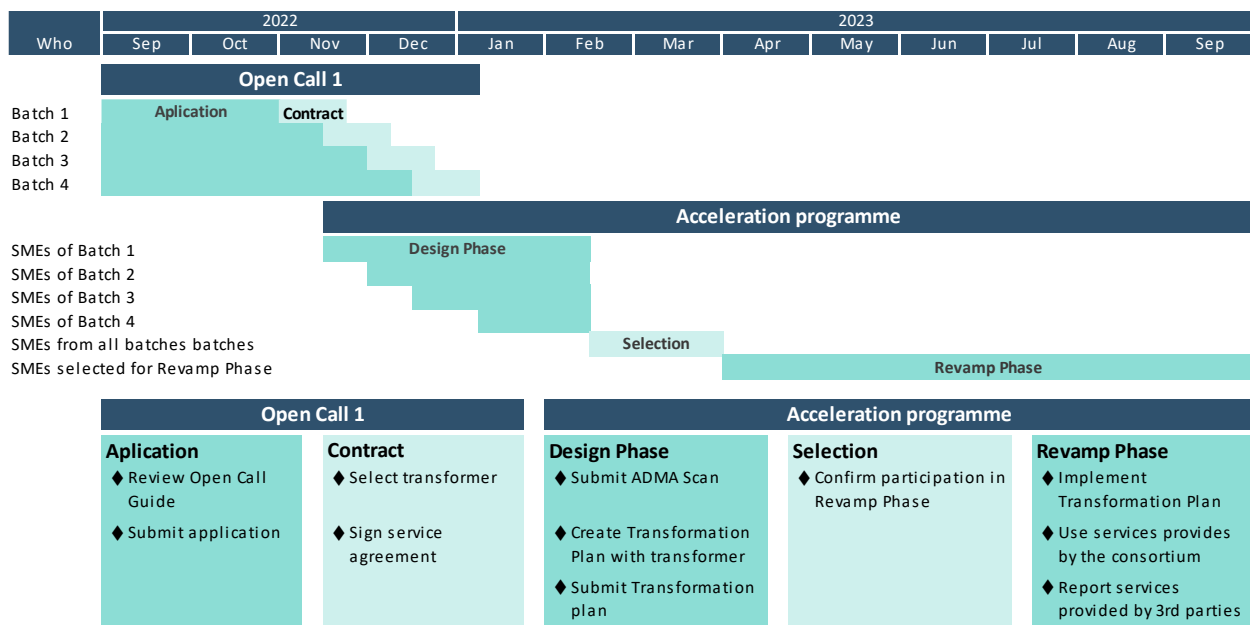 2022 2023
Who Sep Oct Nov Dec Jan Feb Mar Apr May Jun Jul Aug Sep
Open Call 1
Batch 1 Aplication Contract
Batch 2
Batch 3
Batch 4
Acceleration programme
SMEs of Batch 1 Design Phase
SMEs of Batch 2
SMEs of Batch 3
SMEs of Batch 4
SMEs from all batches batches Selection
SMEs selected for Revamp Phase Revamp Phase
Open Call 1 Acceleration programme
Aplication
♦ Review Open Call
Guide
♦ Submit application
Contract
♦ Select transformer
♦ Sign service
agreement
Design Phase
♦ Submit ADMA Scan
♦ Create Transformation
Plan with transformer
♦ Submit Transformation
plan
Selection
♦ Confirm participation in
Revamp Phase
Revamp Phase
♦ Implement
Transformation Plan
♦ Use services provides
by the consortium
♦ Report services
provided by 3rd parties